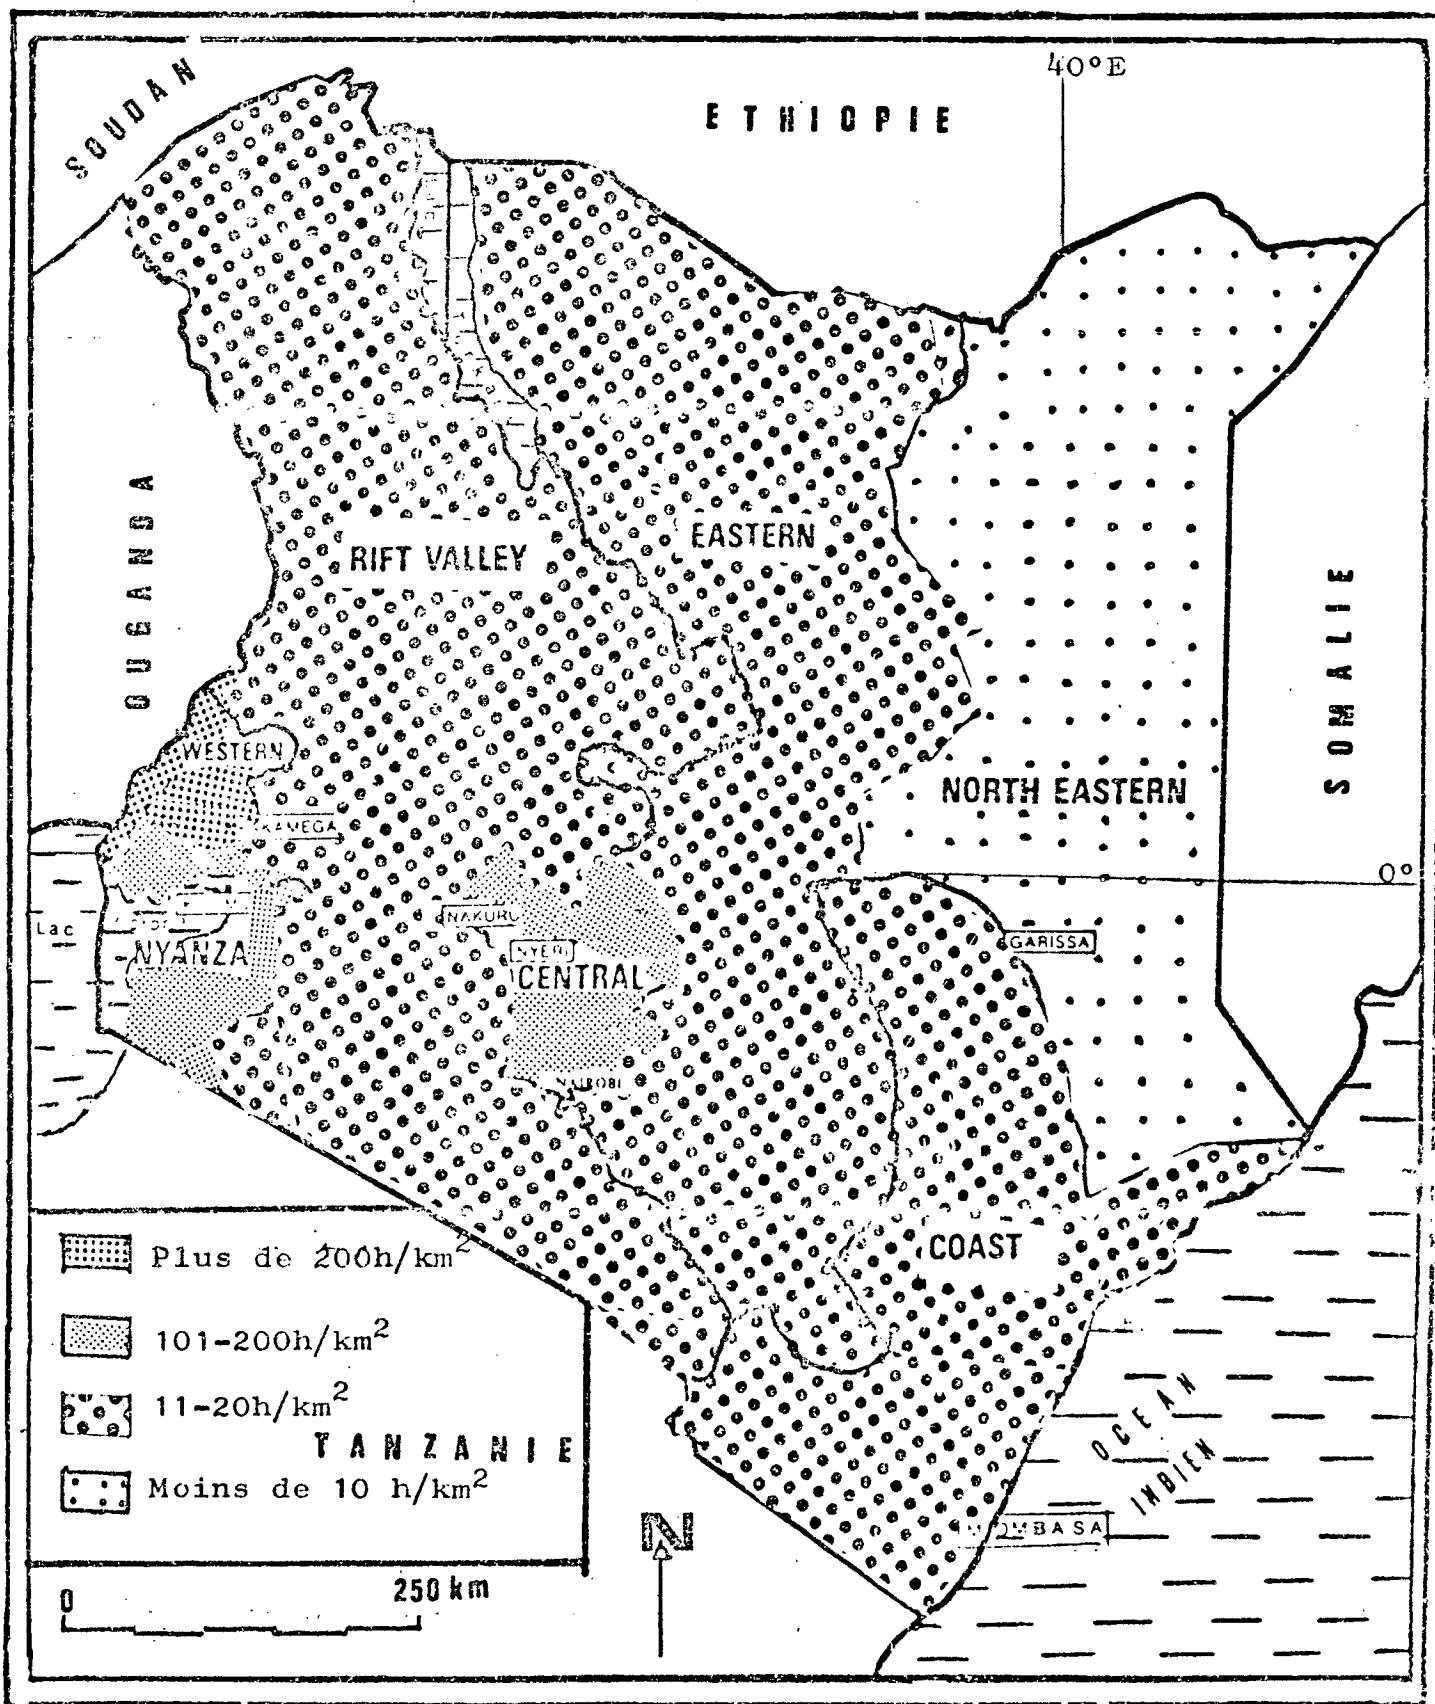 40°E
SOUDAN
ETHIOPIE
OUGANDA
RIFT VALLEY
EASTERN
SOMALIE
WESTERN
NORTH EASTERN
KAMEGA
0°
NAKURU
Lac
NYERI
GARISSA
NYANZA
CENTRAL
NAIROBI
COAST
Plus de 200h/km²
101-200h/km²
11-20h/km²
TANZANIE
Moins de 10 h/km²
OCEAN
INDIEN
MOMBASA
N
0
250 km